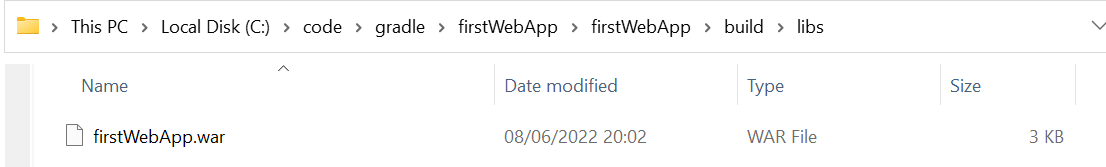 This PC > Local Disk (C:) > code > gradle > firstWebApp > firstWebApp > build > libs
Name Date modified Type Size
firstWebApp.war 08/06/2022 20:02 WAR File 3 KB